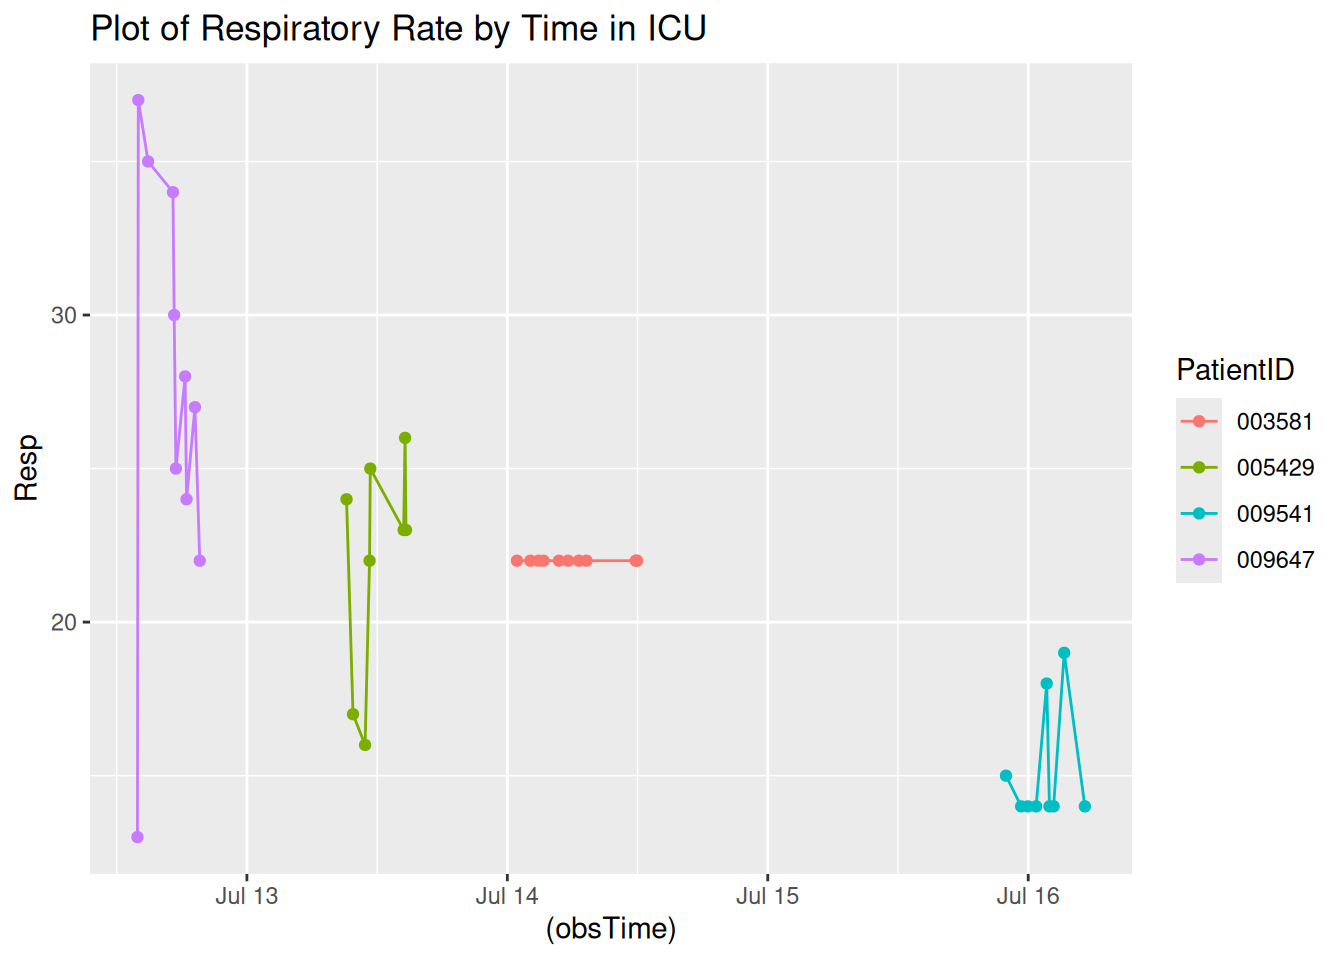 Plot of Respiratory Rate by Time in ICU
Resp
30
20
Jul 13
Jul 14
Jul 15
Jul 16
(obsTime)
PatientID
003581
005429
009541
009647